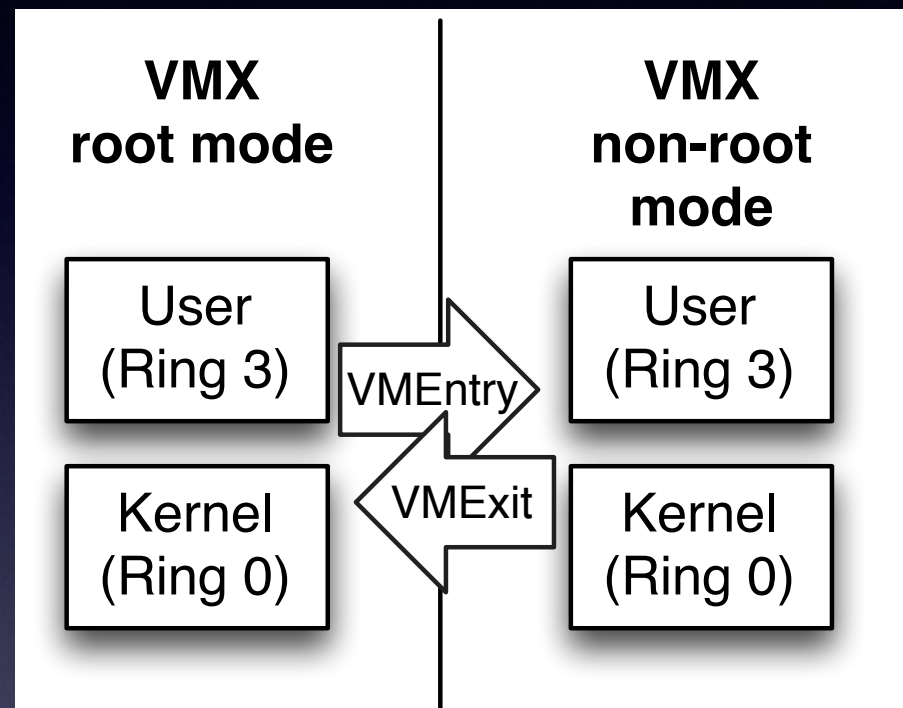 VMX
root mode
VMX
non-root
mode
User
(Ring 3)
VMEntry
User
(Ring 3)
Kernel
(Ring 0)
VMExit
Kernel
(Ring 0)